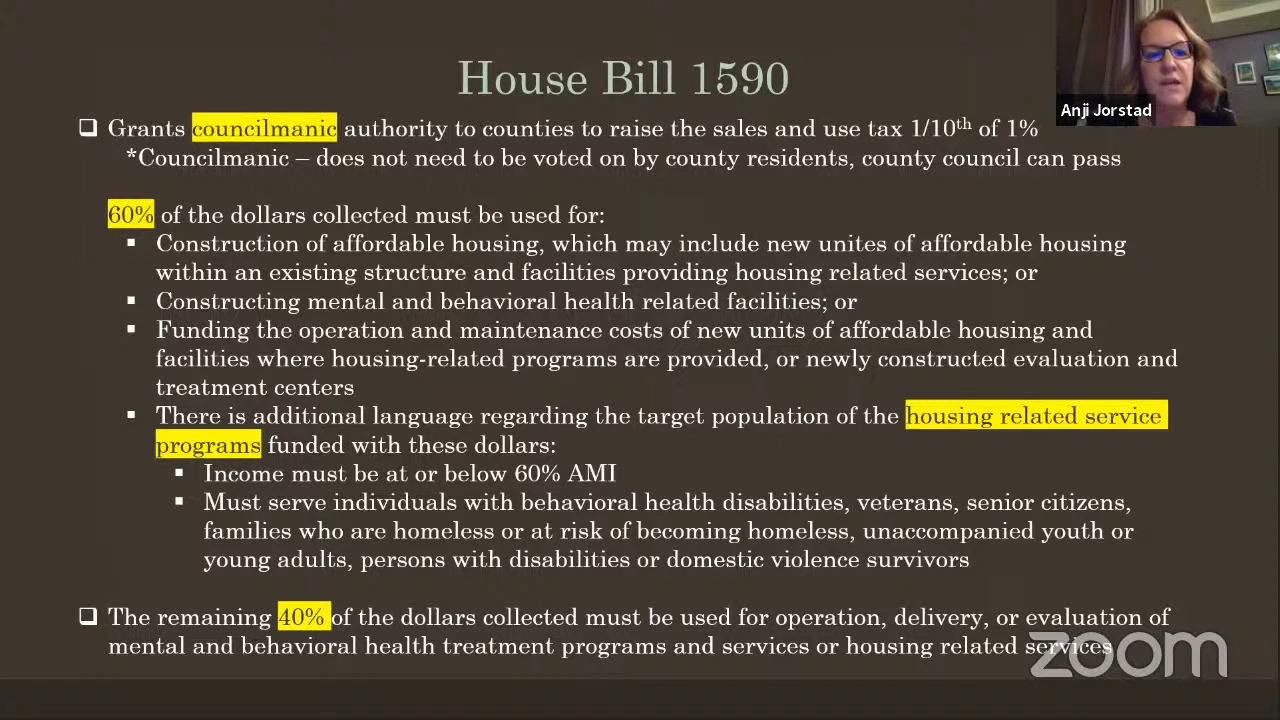 House Bill 1590
Anji Jorstad
❑ Grants councilmanic authority to counties to raise the sales and use tax 1/10th of 1%
*Councilmanic – does not need to be voted on by county residents, county council can pass
60% of the dollars collected must be used for:
▪ Construction of affordable housing, which may include new unites of affordable housing
within an existing structure and facilities providing housing related services; or
▪ Constructing mental and behavioral health related facilities; or
▪ Funding the operation and maintenance costs of new units of affordable housing and
facilities where housing-related programs are provided, or newly constructed evaluation and
treatment centers
▪ There is additional language regarding the target population of the housing related service
programs funded with these dollars:
▪ Income must be at or below 60% AMI
▪ Must serve individuals with behavioral health disabilities, veterans, senior citizens,
families who are homeless or at risk of becoming homeless, unaccompanied youth or
young adults, persons with disabilities or domestic violence survivors
❑ The remaining 40% of the dollars collected must be used for operation, delivery, or evaluation of
mental and behavioral health treatment programs and services or housing related services
zoom